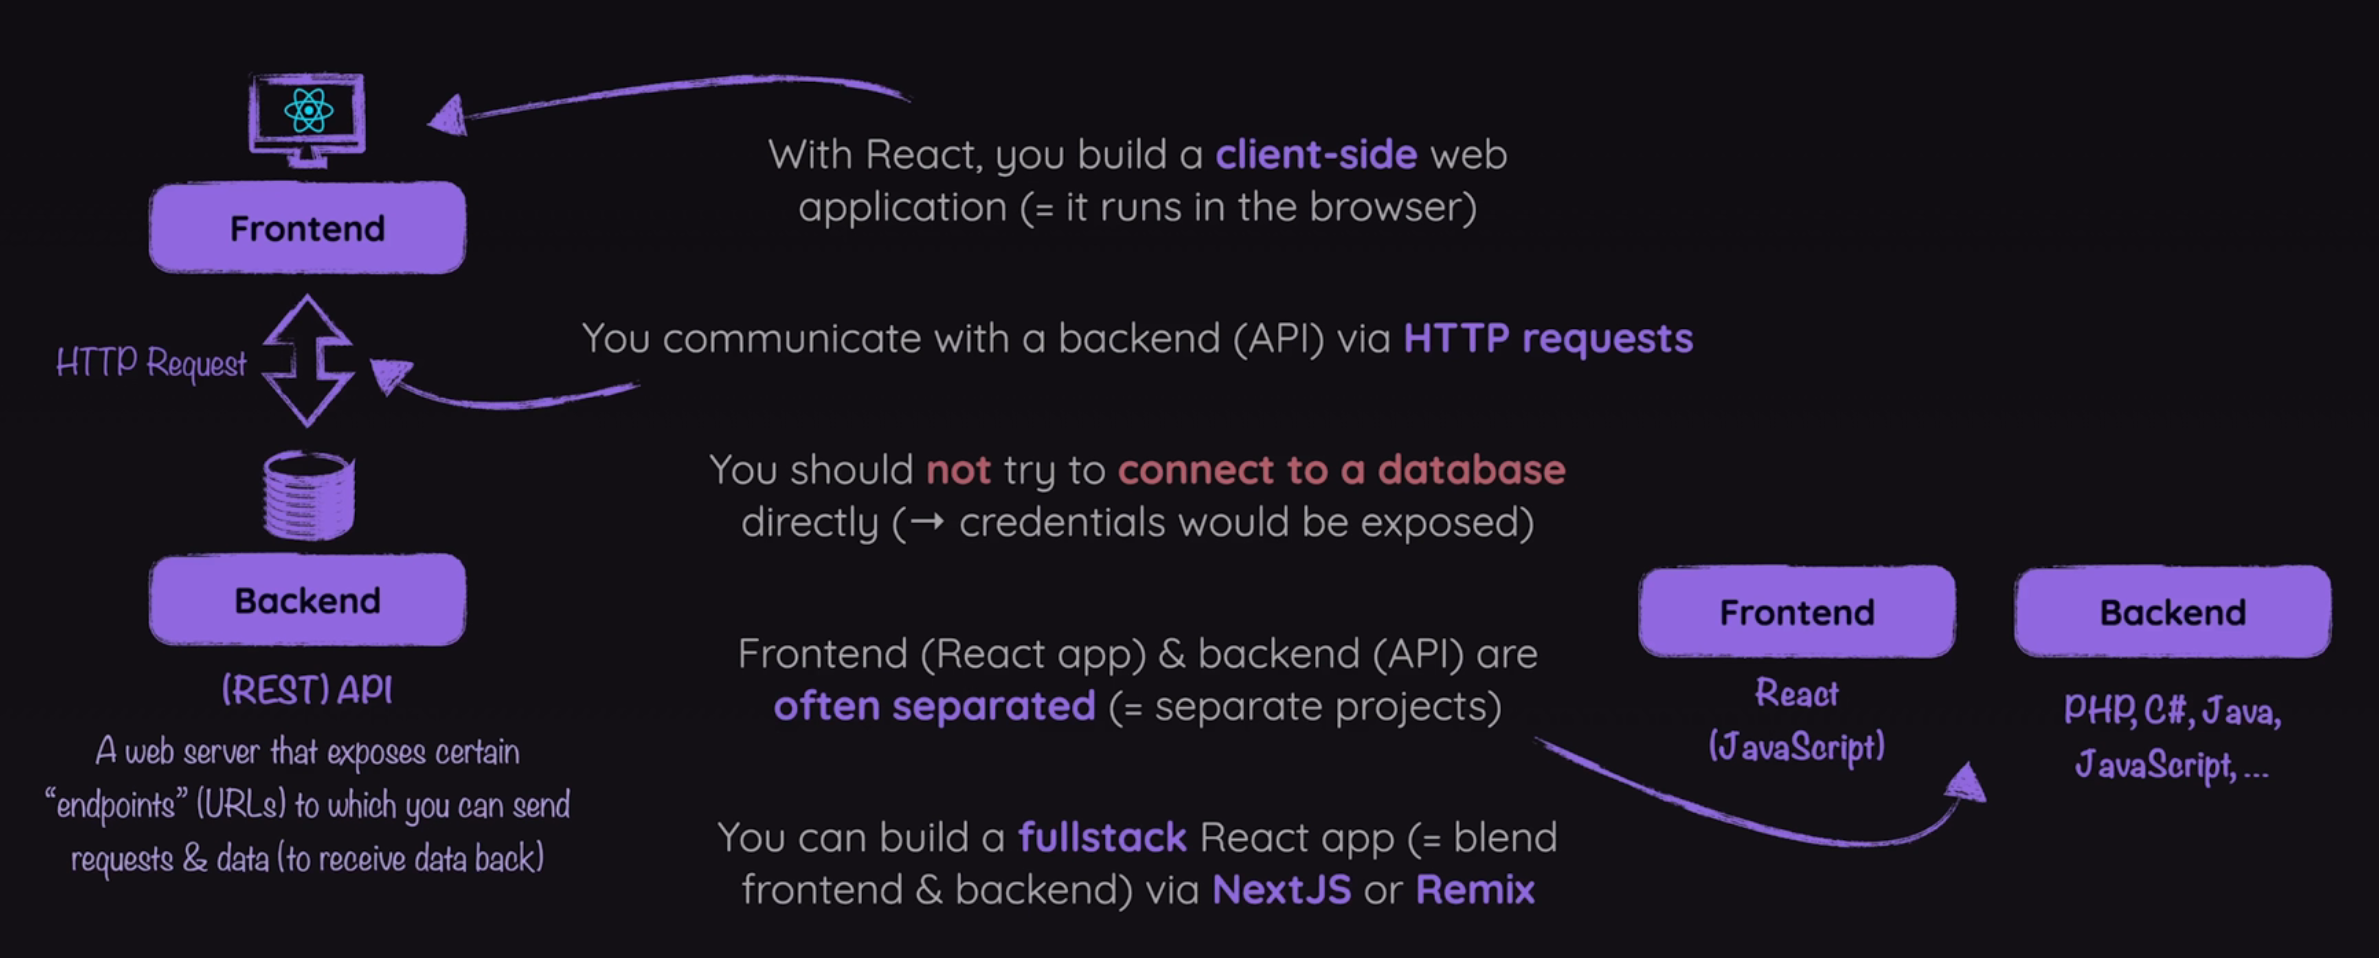 Frontend
HTTP Request
Backend
(REST) API
A web server that exposes certain
“endpoints” (URLs) to which you can send
requests & data (to receive data back)
With React, you build a client-side web
application (= it runs in the browser)
You communicate with a backend (API) via HTTP requests
You should not try to connect to a database
directly (→ credentials would be exposed)
Frontend (React app) & backend (API) are
often separated (= separate projects)
You can build a fullstack React app (= blend
frontend & backend) via NextJS or Remix
Frontend
React
(JavaScript)
Backend
PHP, C#, Java,
JavaScript, ...